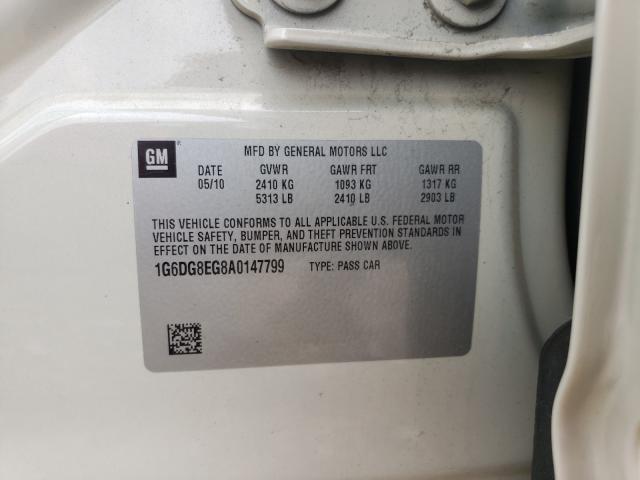 GM
MFD BY GENERAL MOTORS LLC
DATE GVWR GAWR FRT GAWR RR
05/10 2410 KG 1093 KG 1317 KG
5313 LB 2410 LB 2903 LB
THIS VEHICLE CONFORMS TO ALL APPLICABLE U.S. FEDERAL MOTOR
VEHICLE SAFETY, BUMPER, AND THEFT PREVENTION STANDARDS IN
EFFECT ON THE DATE OF MANUFACTURE SHOWN ABOVE.
1G6DG8EG8A0147799 TYPE: PASS CAR